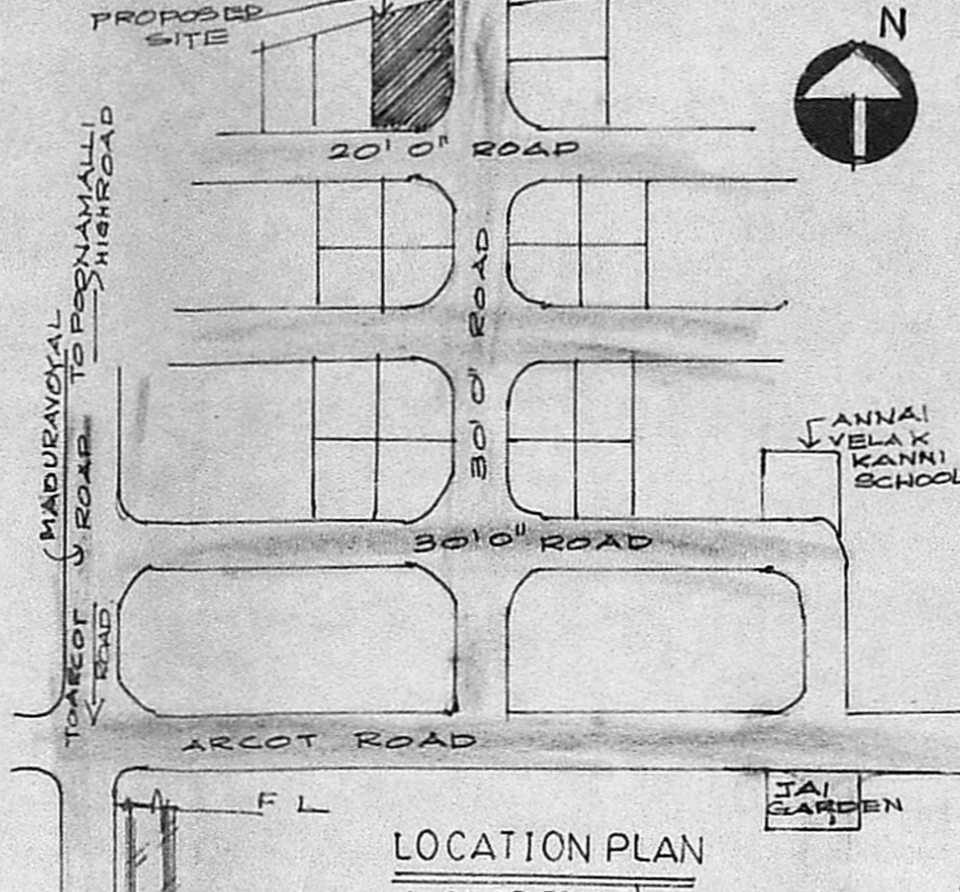 PROPOSED
SITE
N
20' 0" ROAD
MADURAVOYAL
ROAD
TO POONAMALLI
HIGHROAD
30' 0" ROAD
ANNAI
VELAK
KANNI
SCHOOL
30' 0" ROAD
TO ARCOT
ROAD
ARCOT ROAD
F L
JAI
GARDEN
LOCATION PLAN